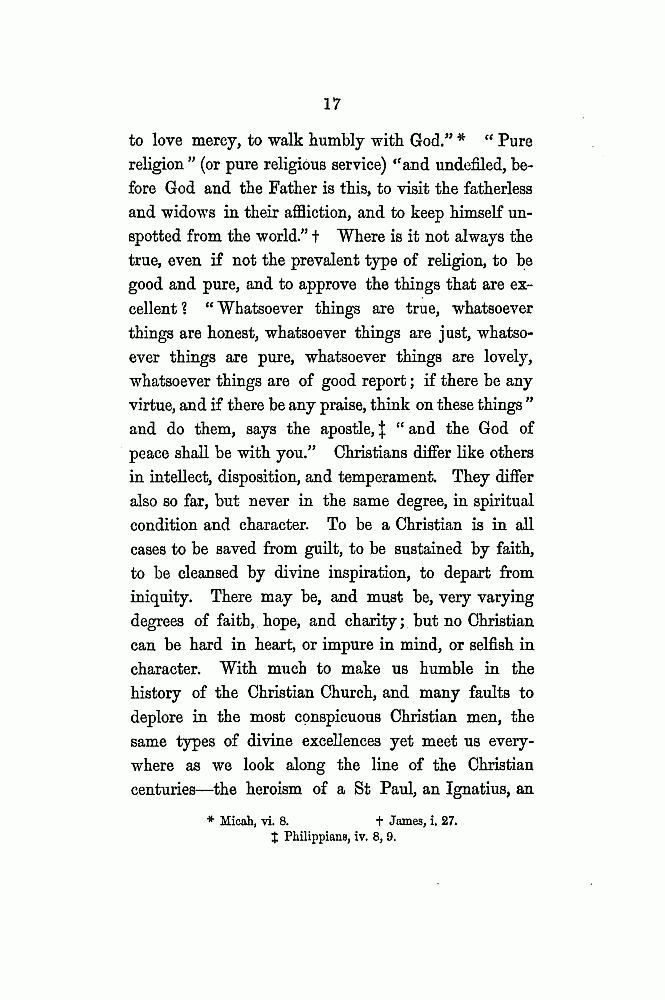 17
to love mercy, to walk humbly with God." * " Pure
religion " (or pure religious service) "and undefiled, be-
fore God and the Father is this, to visit the fatherless
and widows in their affliction, and to keep himself un-
spotted from the world." † Where is it not always the
true, even if not the prevalent type of religion, to be
good and pure, and to approve the things that are ex-
cellent ? " Whatsoever things are true, whatsoever
things are honest, whatsoever things are just, whatso-
ever things are pure, whatsoever things are lovely,
whatsoever things are of good report ; if there be any
virtue, and if there be any praise, think on these things "
and do them, says the apostle, ‡ " and the God of
peace shall be with you." Christians differ like others
in intellect, disposition, and temperament. They differ
also so far, but never in the same degree, in spiritual
condition and character. To be a Christian is in all
cases to be saved from guilt, to be sustained by faith,
to be cleansed by divine inspiration, to depart from
iniquity. There may be, and must be, very varying
degrees of faith, hope, and charity ; but no Christian
can be hard in heart, or impure in mind, or selfish in
character. With much to make us humble in the
history of the Christian Church, and many faults to
deplore in the most conspicuous Christian men, the
same types of divine excellences yet meet us every-
where as we look along the line of the Christian
centuries—the heroism of a St Paul, an Ignatius, an
* Micah, vi. 8. † James, i. 27.
‡ Philippians, iv. 8, 9.